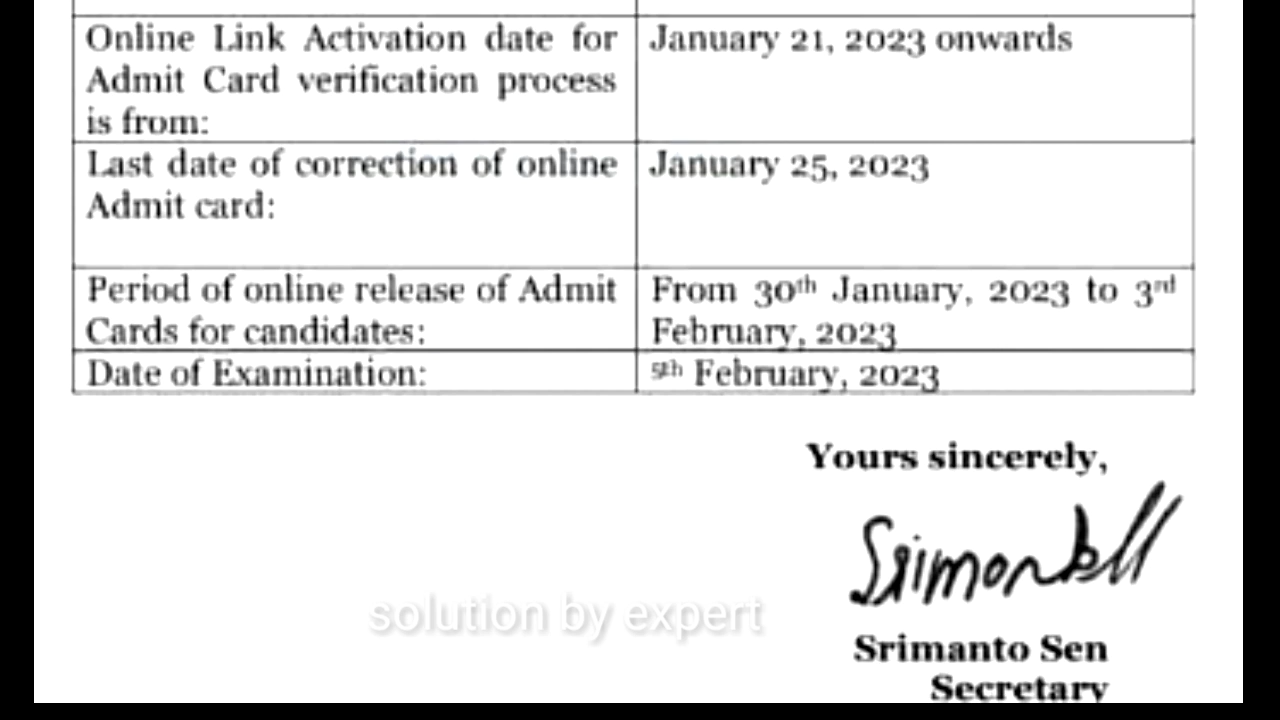 Online Link Activation date for
Admit Card verification process
is from:
January 21, 2023 onwards
Last date of correction of online
Admit card:
January 25, 2023
Period of online release of Admit
Cards for candidates:
From 30th January, 2023 to 3rd
February, 2023
Date of Examination:
5th February, 2023
Yours sincerely,
solution by expert
Srimanto Sen
Secretary